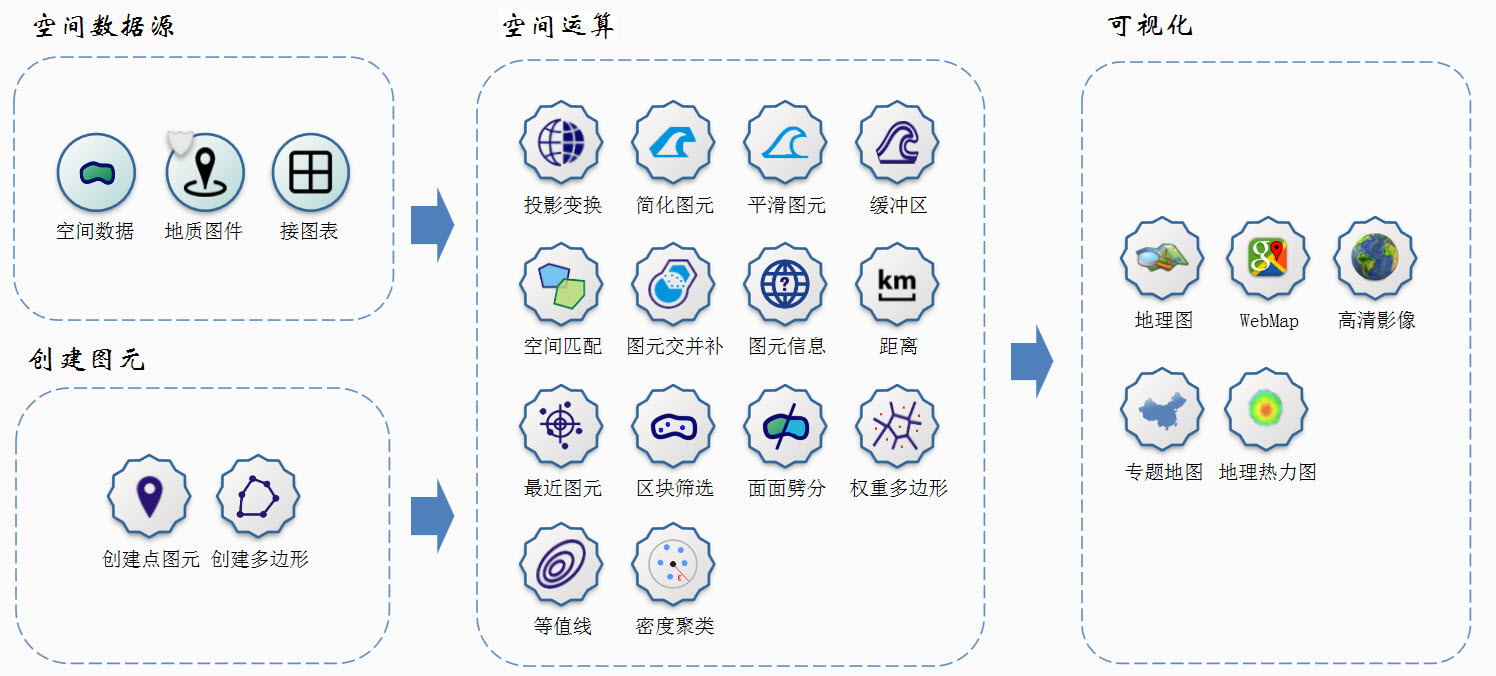 空间数据源
空间数据
地质图件
接图表
创建图元
创建点图元
创建多边形
空间运算
投影变换
简化图元
平滑图元
缓冲区
空间匹配
图元交并补
图元信息
km
距离
最近图元
区块筛选
面面劈分
权重多边形
等值线
ε
密度聚类
可视化
地理图
g
WebMap
高清影像
专题地图
地理热力图